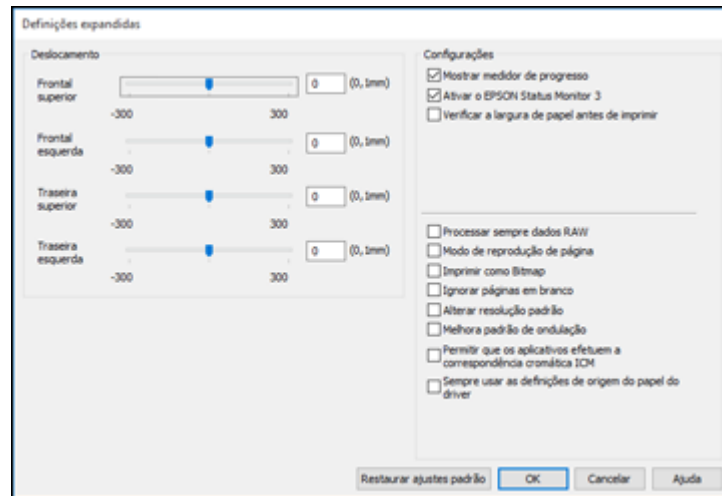 Definições expandidas
Deslocamento
Frontal
superior
0 (0,1mm)
-300 300
Frontal
esquerda
0 (0,1mm)
-300 300
Traseira
superior
0 (0,1mm)
-300 300
Traseira
esquerda
0 (0,1mm)
-300 300
Configurações
Mostrar medidor de progresso
Ativar o EPSON Status Monitor 3
Verificar a largura de papel antes de imprimir
Processar sempre dados RAW
Modo de reprodução de página
Imprimir como Bitmap
Ignorar páginas em branco
Alterar resolução padrão
Melhora padrão de ondulação
Permitir que os aplicativos efetuem a
correspondência cromática ICM
Sempre usar as definições de origem do papel do
driver
Restaurar ajustes padrão OK Cancelar Ajuda